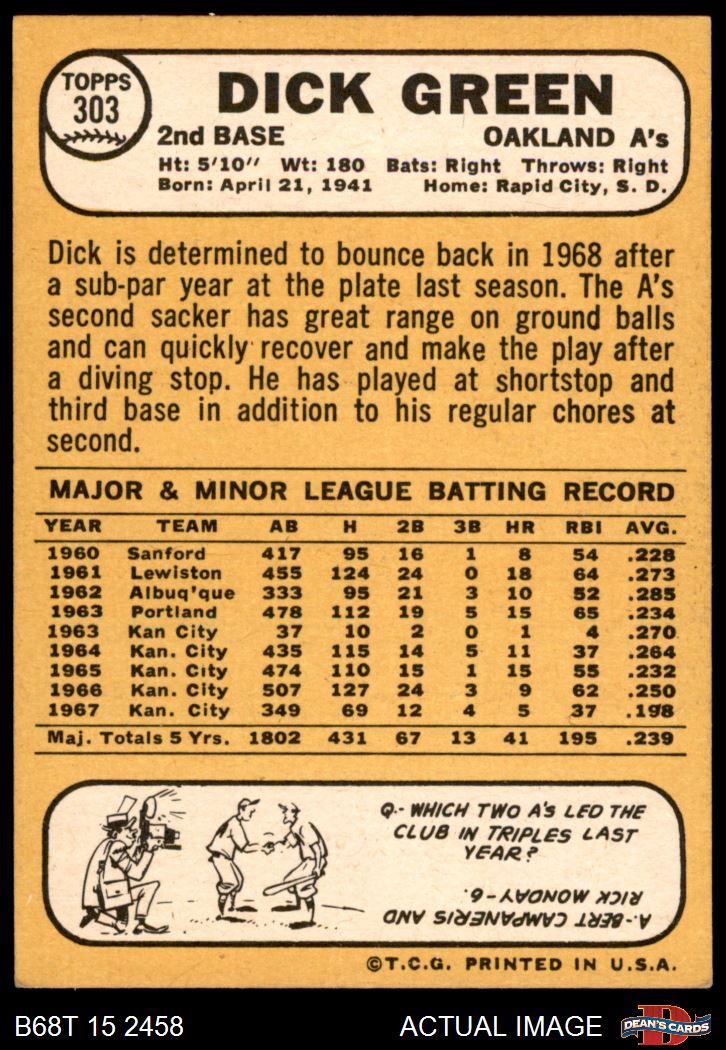 TOPPS
303
DICK GREEN
2nd BASE OAKLAND A's
Ht: 5'10" Wt: 180 Bats: Right Throws: Right
Born: April 21, 1941 Home: Rapid City, S. D.
Dick is determined to bounce back in 1968 after
a sub-par year at the plate last season. The A's
second sacker has great range on ground balls
and can quickly recover and make the play after
a diving stop. He has played at shortstop and
third base in addition to his regular chores at
second.
MAJOR & MINOR LEAGUE BATTING RECORD
YEAR TEAM AB H 2B 3B HR RBI AVG.
1960 Sanford 417 95 16 1 8 54 .228
1961 Lewiston 455 124 24 0 18 64 .273
1962 Albuq'que 333 95 21 3 10 52 .285
1963 Portland 478 112 19 5 15 65 .234
1963 Kan City 37 10 2 0 1 4 .270
1964 Kan. City 435 115 14 5 11 37 .264
1965 Kan. City 474 110 15 1 15 55 .232
1966 Kan. City 507 127 24 3 9 62 .250
1967 Kan. City 349 69 12 4 5 37 .198
Maj. Totals 5 Yrs. 1802 431 67 13 41 195 .239
Q.- WHICH TWO A'S LED THE
CLUB IN TRIPLES LAST
YEAR?
A.-BERT CAMPANERIS AND
RICK MONDAY-6.
©T.C.G. PRINTED IN U.S.A.
B68T 15 2458 ACTUAL IMAGE DEAN'S CARDS